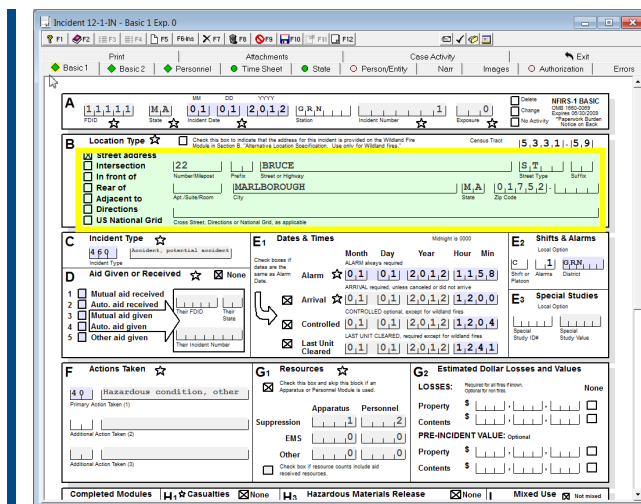 Incident 12-1-IN - Basic 1 Exp. 0
F1 F2 F3 F4 F5 F6-Ins F7 F8 F9 F10 F11 F12
Print Attachments Case Activity Exit
Basic 1 Basic 2 Personnel Time Sheet State Person/Entity Narr Images Authorization Errors
MM DD YYYY
A 11111 MA 01 01 2012 GRN 1 0
FDID State Incident Date Station Incident Number Exposure
Delete
Change
No Activity
NFIRS-1 BASIC
OMB 1660-0069
Expires 06/30/2009
"Paperwork Burden
Notice on Back
B Location Type
Check this box to indicate that the address for this incident is provided on the Wildland Fire
Module in Section B, "Alternative Location Specification. Use only for Wildland fires."
Census Tract 5331-59
Street address
Intersection 22 BRUCE ST
Number/Milepost Prefix Street or Highway Street Type Suffix
In front of
Rear of MARLBOROUGH MA 01752-
Adjacent to Apt./Suite/Room City State Zip Code
Directions
US National Grid Cross Street, Directions or National Grid, as applicable
C Incident Type
460 Accident, potential accident
Incident Type
D Aid Given or Received None
1 Mutual aid received
2 Auto. aid received
3 Mutual aid given
4 Auto. aid given
5 Other aid given
Their FDID Their State
Their Incident Number
E1 Dates & Times Midnight is 0000
Month Day Year Hour Min
Check boxes if dates are the same as Alarm Date.
ALARM always required
Alarm 01 01 2012 1158
ARRIVAL required, unless canceled or did not arrive
Arrival 01 01 2012 1200
CONTROLLED optional, except for wildland fires
Controlled 01 01 2012 1204
LAST UNIT CLEARED, required except for wildland fires
Last Unit Cleared 01 01 2012 1241
E2 Shifts & Alarms
Local Option
C 1 GRN
Shift or Platoon Alarms District
E3 Special Studies
Local Option
Special Study ID# Special Study Value
F Actions Taken
40 Hazardous condition, other
Primary Action Taken (1)
Additional Action Taken (2)
Additional Action Taken (3)
G1 Resources
Check this box and skip this block if an
Apparatus or Personnel Module is used.
Apparatus Personnel
Suppression 1 2
EMS 0 0
Other 0 0
Check box if resource counts include aid
received resources.
G2 Estimated Dollar Losses and Values
LOSSES: Required for all fires if known.
Optional for non fires. None
Property $
Contents $
PRE-INCIDENT VALUE: Optional
Property $
Contents $
Completed Modules H1 Casualties None H3 Hazardous Materials Release None I Mixed Use Not mixed